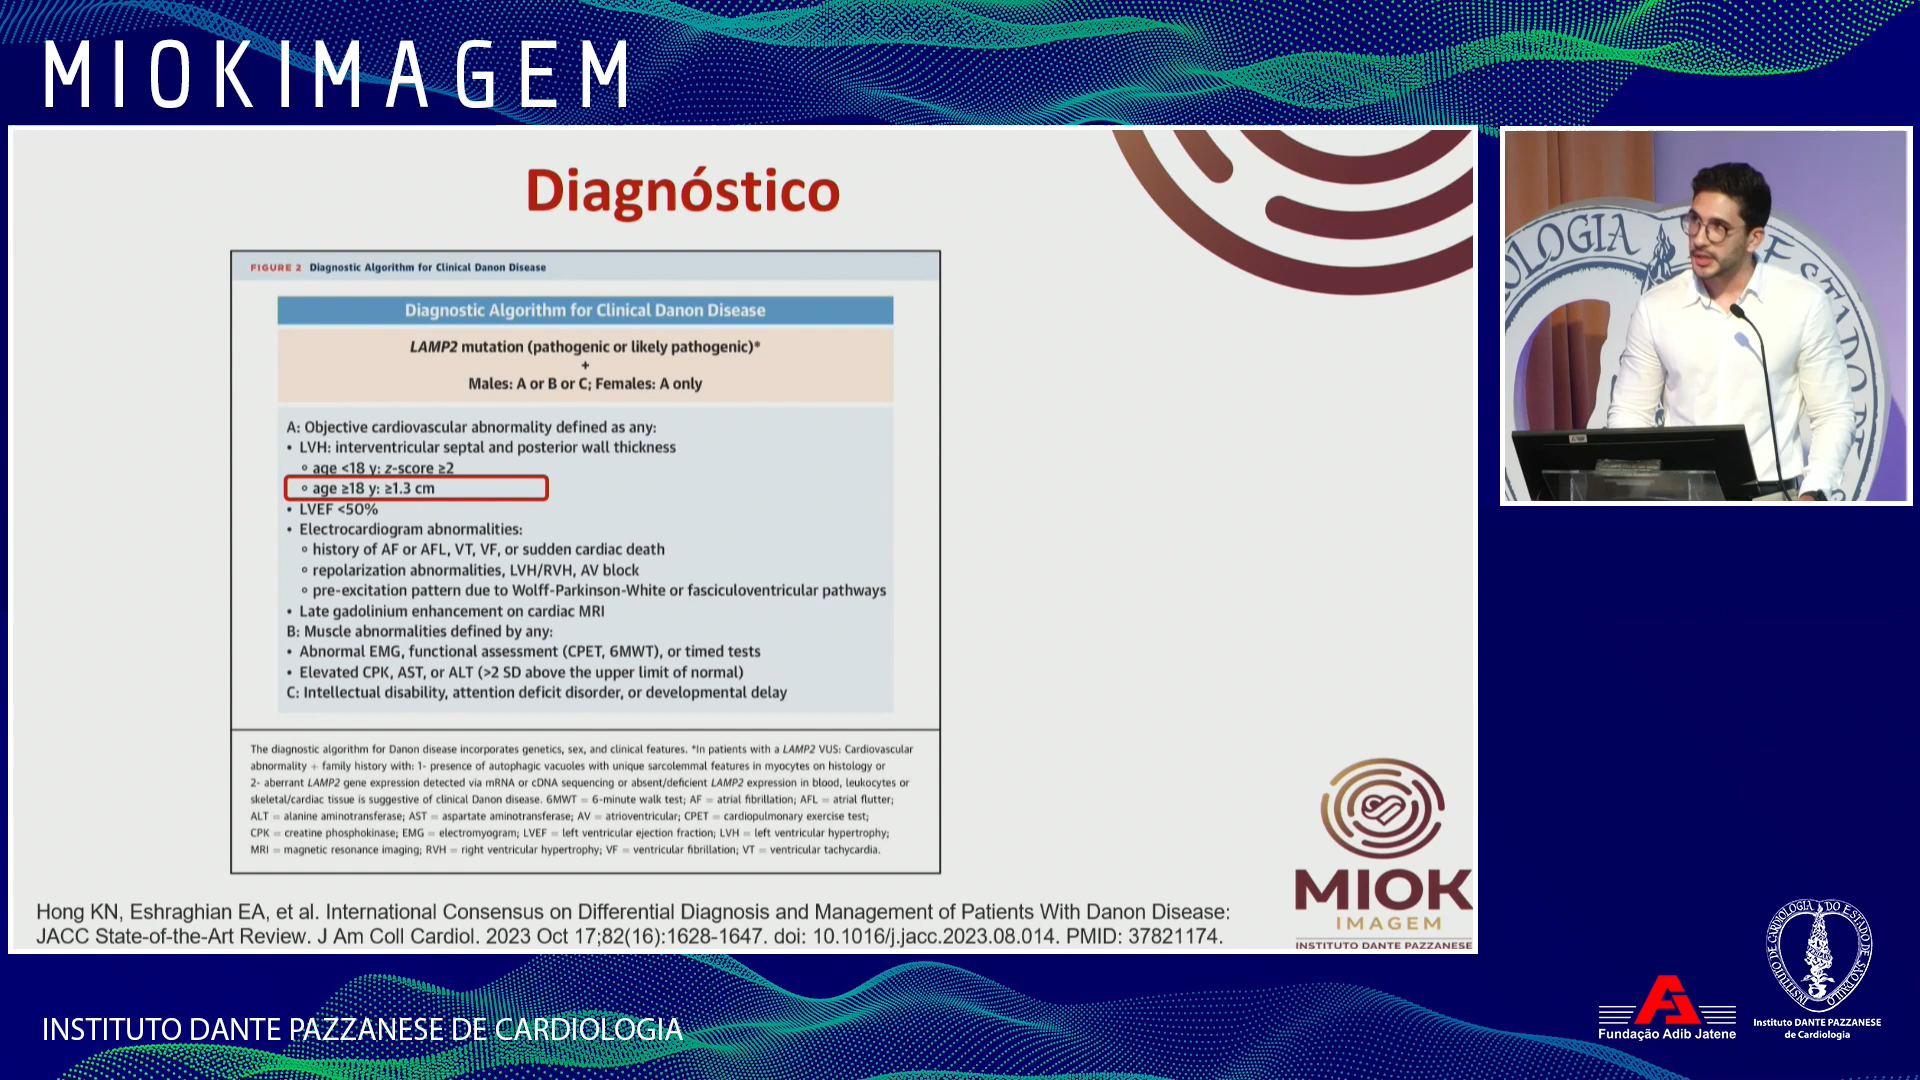 MIOKIMAGEM
Diagnóstico
FIGURE 2 Diagnostic Algorithm for Clinical Danon Disease
Diagnostic Algorithm for Clinical Danon Disease
LAMP2 mutation (pathogenic or likely pathogenic)*
+
Males: A or B or C; Females: A only
A: Objective cardiovascular abnormality defined as any:
• LVH: interventricular septal and posterior wall thickness
∘ age <18 y: z-score ≥2
∘ age ≥18 y: ≥1.3 cm
• LVEF <50%
• Electrocardiogram abnormalities:
∘ history of AF or AFL, VT, VF, or sudden cardiac death
∘ repolarization abnormalities, LVH/RVH, AV block
∘ pre-excitation pattern due to Wolff-Parkinson-White or fasciculoventricular pathways
• Late gadolinium enhancement on cardiac MRI
B: Muscle abnormalities defined by any:
• Abnormal EMG, functional assessment (CPET, 6MWT), or timed tests
• Elevated CPK, AST, or ALT (>2 SD above the upper limit of normal)
C: Intellectual disability, attention deficit disorder, or developmental delay
The diagnostic algorithm for Danon disease incorporates genetics, sex, and clinical features. *In patients with a LAMP2 VUS: Cardiovascular
abnormality + family history with: 1- presence of autophagic vacuoles with unique sarcolemmal features in myocytes on histology or
2- aberrant LAMP2 gene expression detected via mRNA or cDNA sequencing or absent/deficient LAMP2 expression in blood, leukocytes or
skeletal/cardiac tissue is suggestive of clinical Danon disease. 6MWT = 6-minute walk test; AF = atrial fibrillation; AFL = atrial flutter;
ALT = alanine aminotransferase; AST = aspartate aminotransferase; AV = atrioventricular; CPET = cardiopulmonary exercise test;
CPK = creatine phosphokinase; EMG = electromyogram; LVEF = left ventricular ejection fraction; LVH = left ventricular hypertrophy;
MRI = magnetic resonance imaging; RVH = right ventricular hypertrophy; VF = ventricular fibrillation; VT = ventricular tachycardia.
Hong KN, Eshraghian EA, et al. International Consensus on Differential Diagnosis and Management of Patients With Danon Disease:
JACC State-of-the-Art Review. J Am Coll Cardiol. 2023 Oct 17;82(16):1628-1647. doi: 10.1016/j.jacc.2023.08.014. PMID: 37821174.
MIOK
IMAGEM
INSTITUTO DANTE PAZZANESE
OLOGIA
ESTADO DE
INSTITUTO DANTE PAZZANESE DE CARDIOLOGIA
Fundação Adib Jatene
INSTITUTO DE CARDIOLOGIA DO ESTADO DE SÃO PAULO
Instituto DANTE PAZZANESE
de Cardiologia